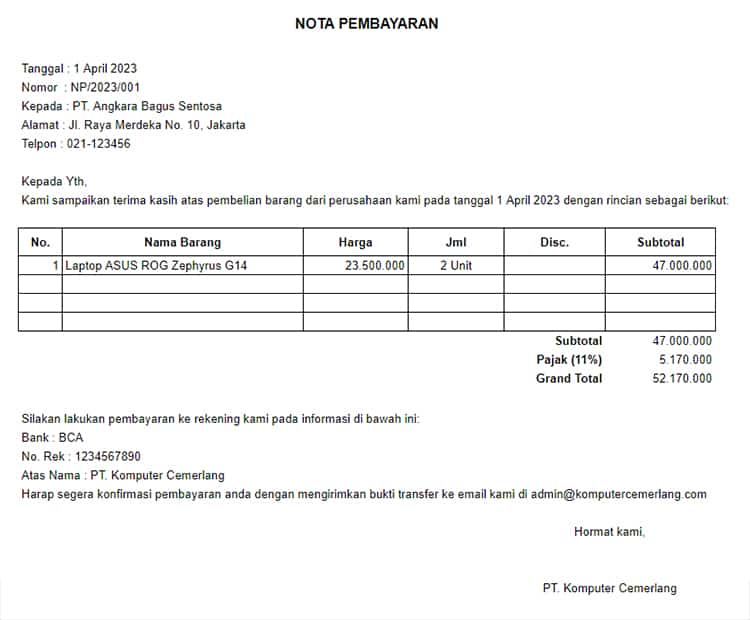 NOTA PEMBAYARAN
Tanggal : 1 April 2023
Nomor : NP/2023/001
Kepada : PT. Angkara Bagus Sentosa
Alamat : Jl. Raya Merdeka No. 10, Jakarta
Telpon : 021-123456
Kepada Yth,
Kami sampaikan terima kasih atas pembelian barang dari perusahaan kami pada tanggal 1 April 2023 dengan rincian sebagai berikut:
No. Nama Barang Harga Jml Disc. Subtotal
1 Laptop ASUS ROG Zephyrus G14 23.500.000 2 Unit 47.000.000
Subtotal 47.000.000
Pajak (11%) 5.170.000
Grand Total 52.170.000
Silakan lakukan pembayaran ke rekening kami pada informasi di bawah ini:
Bank : BCA
No. Rek : 1234567890
Atas Nama : PT. Komputer Cemerlang
Harap segera konfirmasi pembayaran anda dengan mengirimkan bukti transfer ke email kami di admin@komputercemerlang.com
Hormat kami,
PT. Komputer Cemerlang